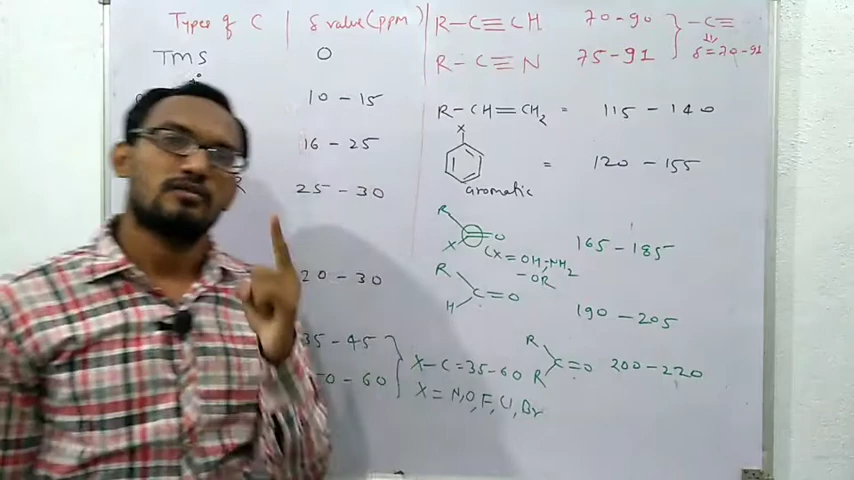 Types of C | δ value (ppm)
TMS 0
10 - 15
16 - 25
R 25 - 30
20 - 30
35 - 45
50 - 60
X - C = 35-60
X = N, O, F, Cl, Br
R - C ≡ CH 70 - 90
R - C ≡ N 75 - 91
- C ≡
δ = 70 - 91
R - CH = CH2 = 115 - 140
X
= 120 - 155
aromatic
R
X = O 165 - 185
(X = OH, NH2
- OR
R
C = O
H 190 - 205
R
C = O 200 - 220
R